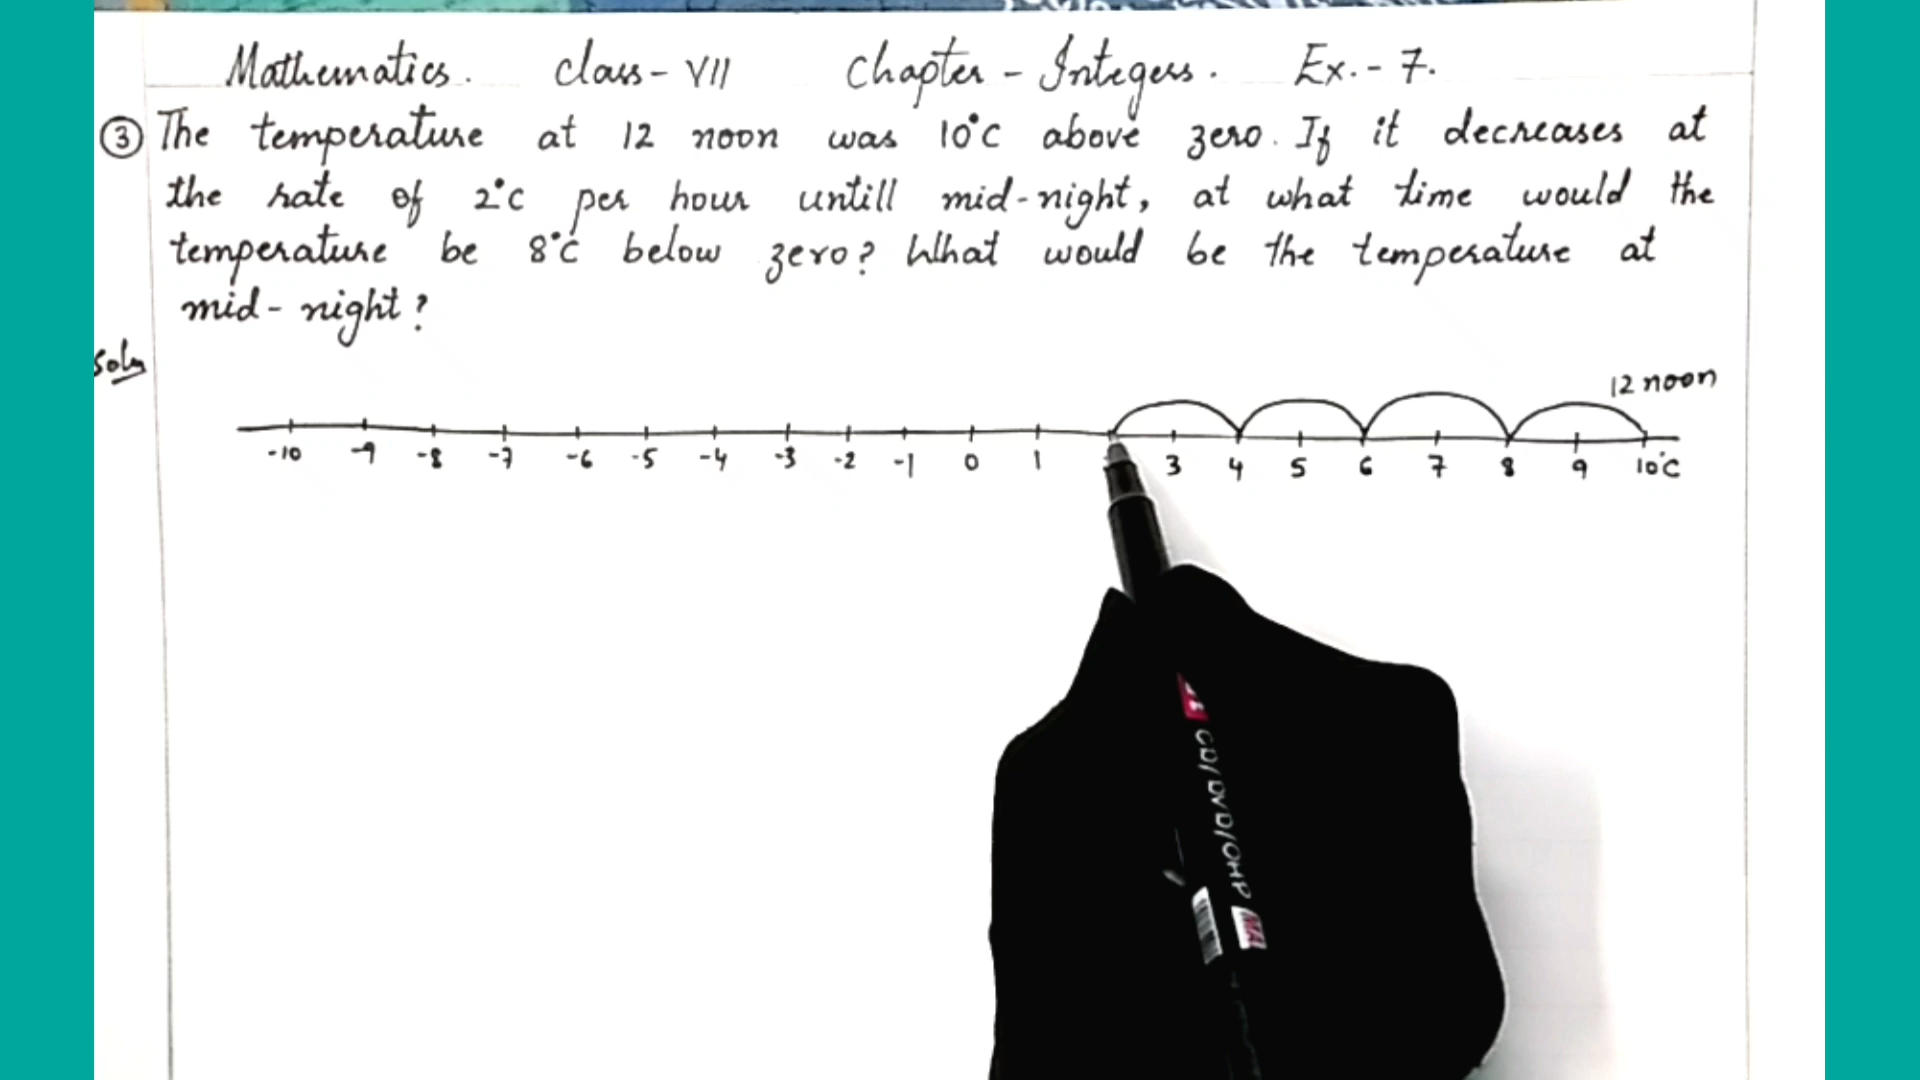 Mathematics. Class - VII Chapter - Integers. Ex. - 7.
③ The temperature at 12 noon was 10°C above zero. If it decreases at
the rate of 2°C per hour untill mid-night, at what time would the
temperature be 8°C below zero? What would be the temperature at
mid-night?
Soln
12 noon
-10 -9 -8 -7 -6 -5 -4 -3 -2 -1 0 1 3 4 5 6 7 8 9 10°C
CD/DVD/OHP